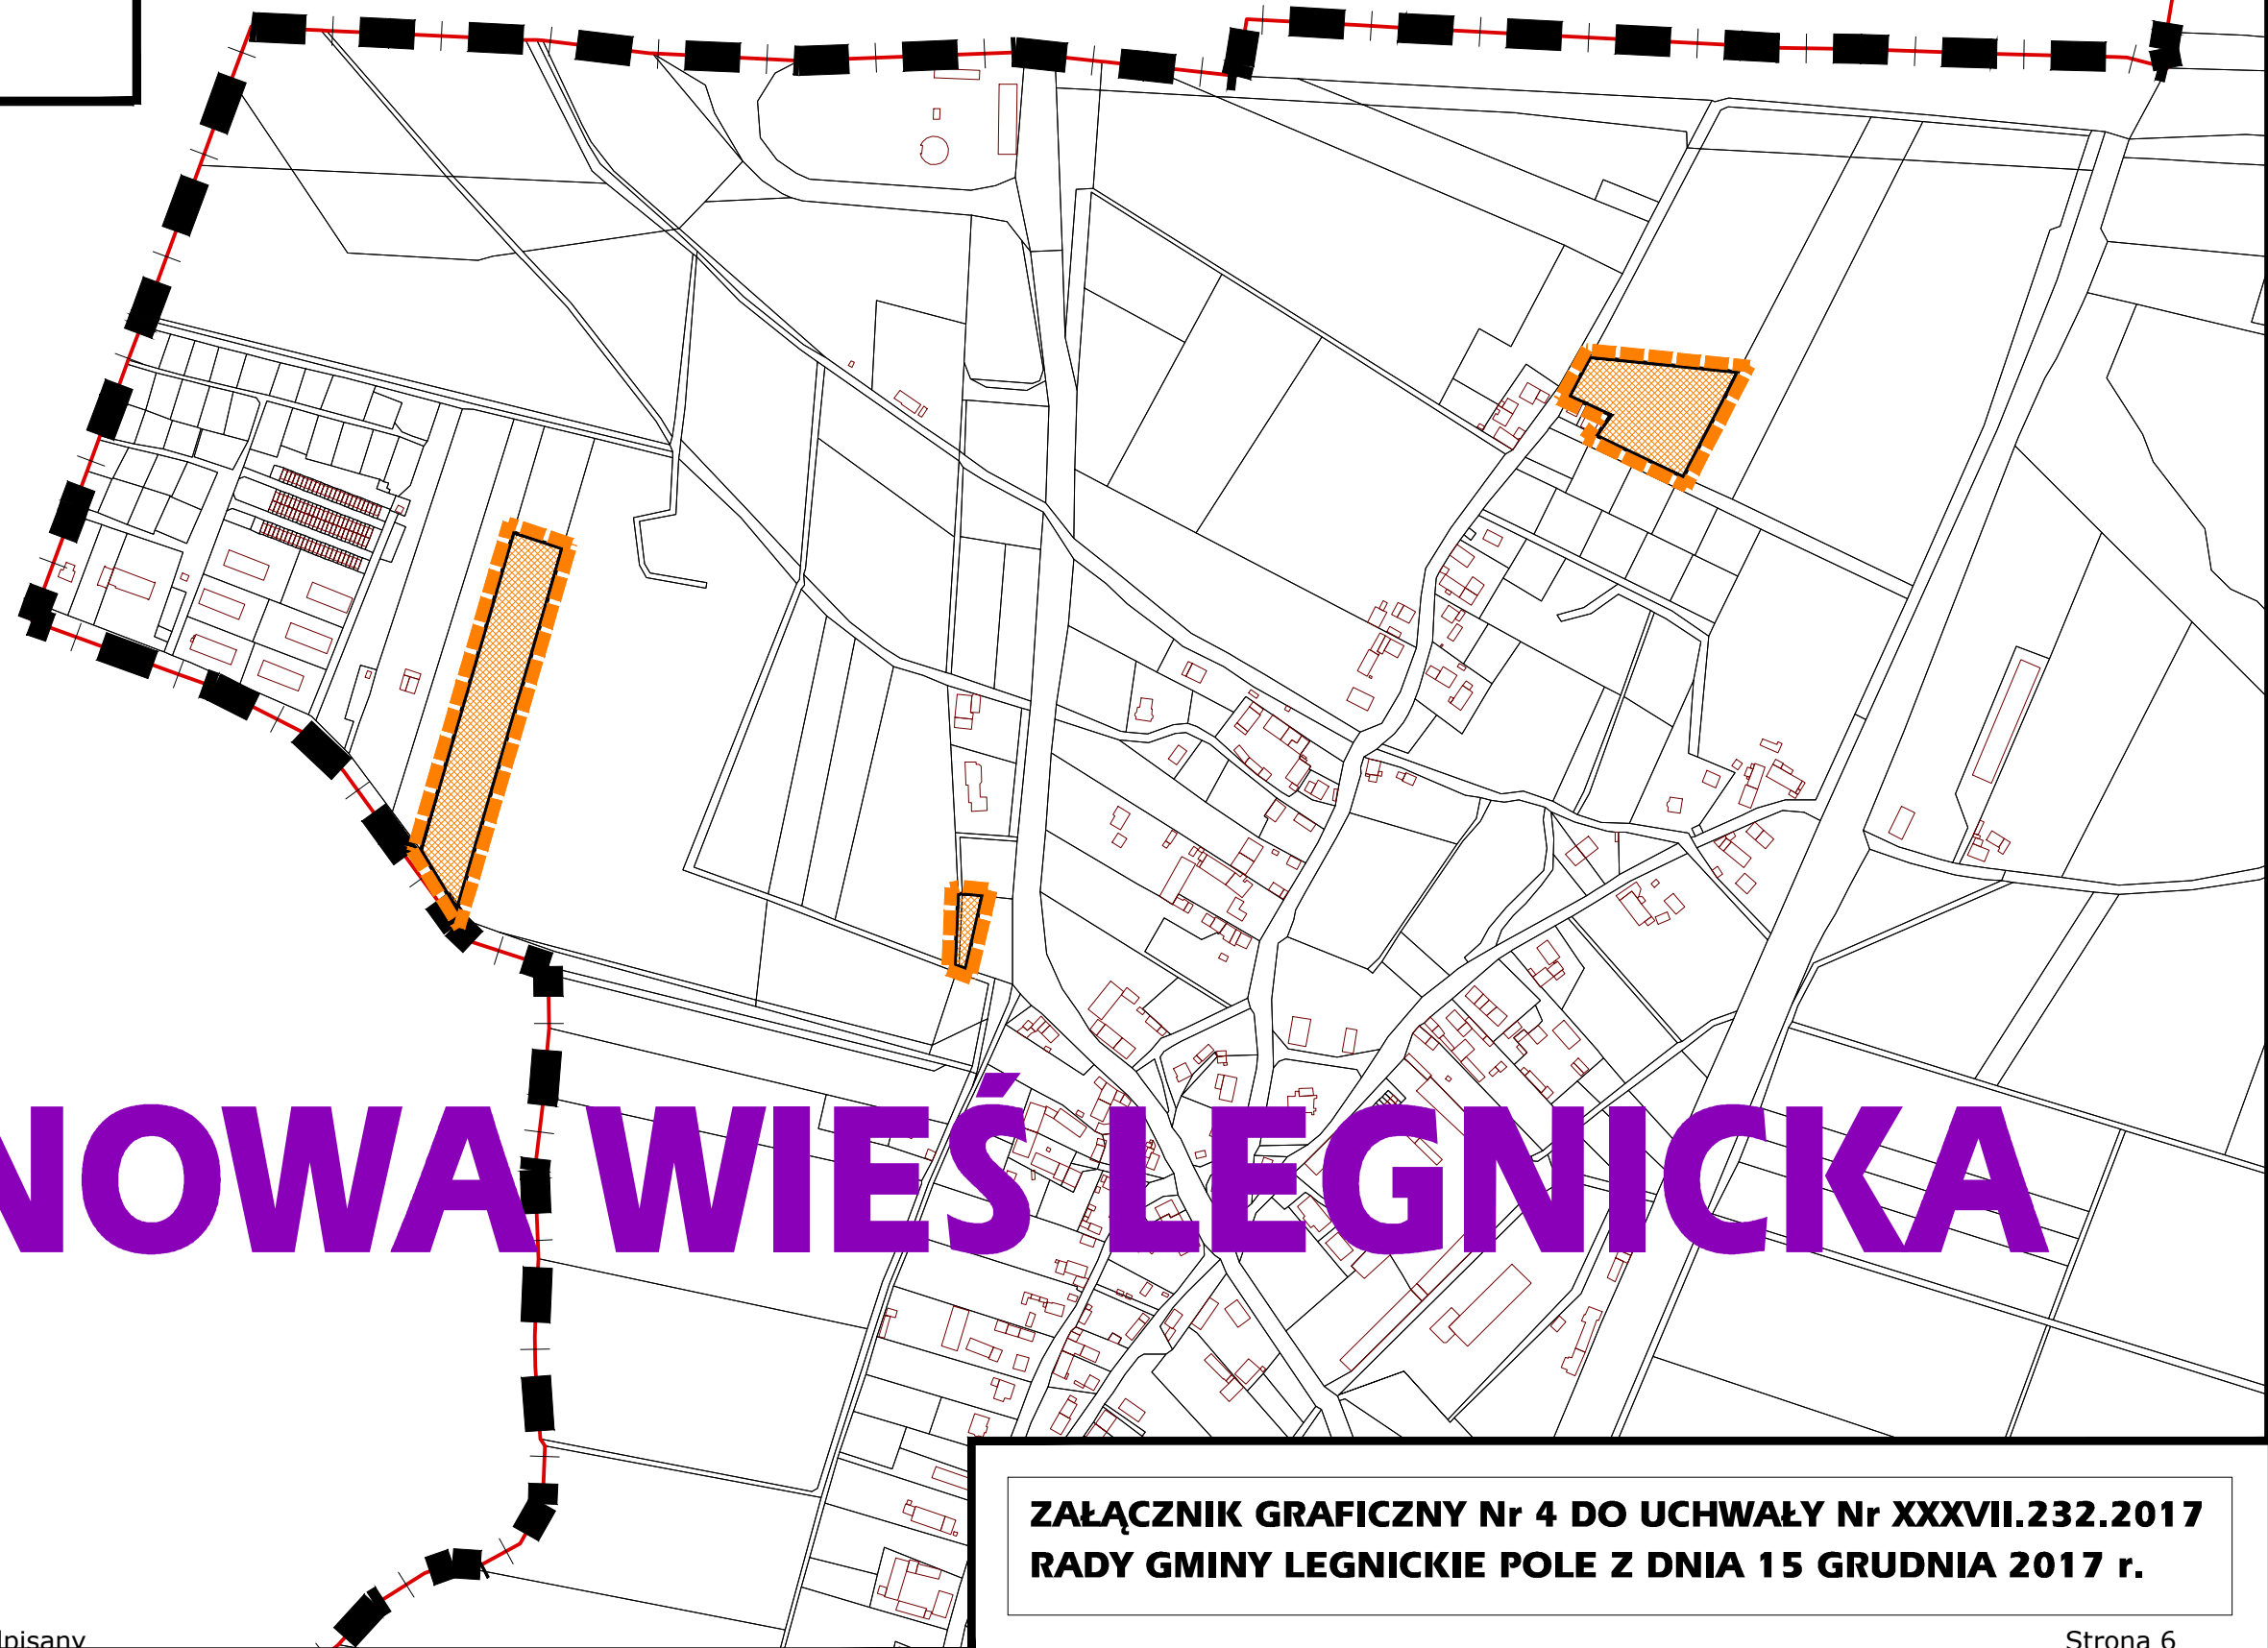 NOWA WIEŚ LEGNICKA
ZAŁĄCZNIK GRAFICZNY Nr 4 DO UCHWAŁY Nr XXXVII.232.2017
RADY GMINY LEGNICKIE POLE Z DNIA 15 GRUDNIA 2017 r.
Strona 6